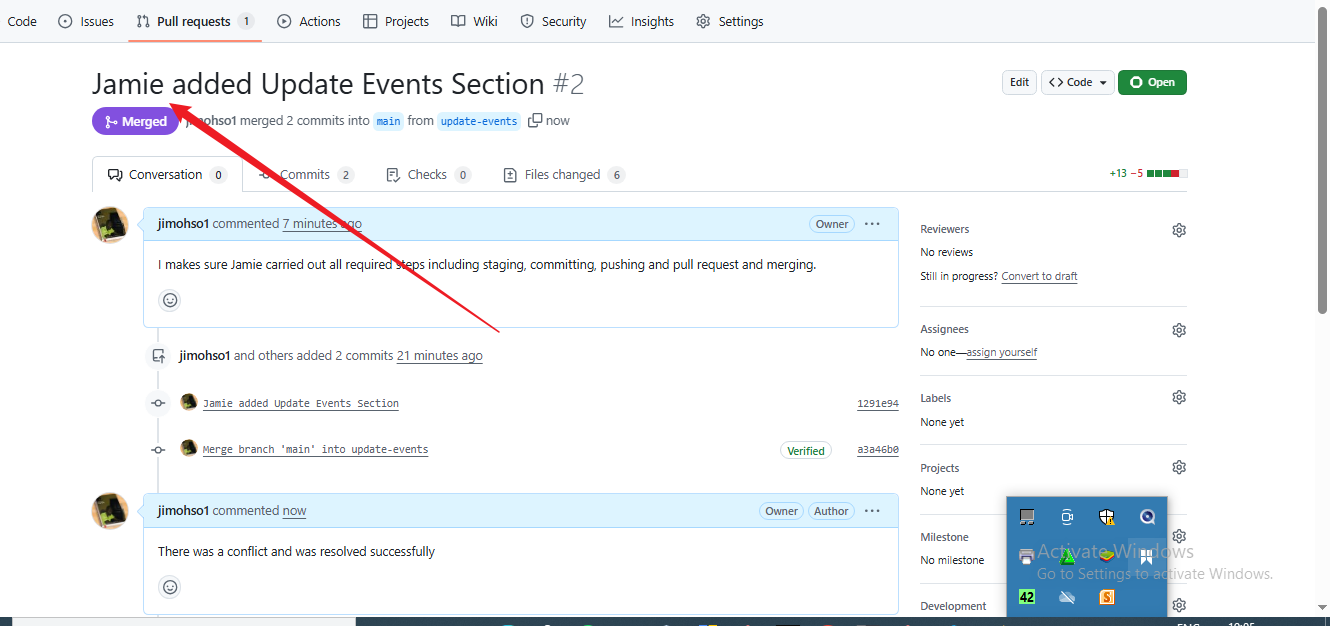 Code Issues Pull requests 1 Actions Projects Wiki Security Insights Settings
Jamie added Update Events Section #2
Edit Code Open
Merged jimohso1 merged 2 commits into main from update-events now
Conversation 0 Commits 2 Checks 0 Files changed 6
+13 −5
jimohso1 commented 7 minutes ago Owner
I makes sure Jamie carried out all required steps including staging, committing, pushing and pull request and merging.
jimohso1 and others added 2 commits 21 minutes ago
Jamie added Update Events Section 1291e94
Merge branch 'main' into update-events Verified a3a46b0
jimohso1 commented now Owner Author
There was a conflict and was resolved successfully
Reviewers
No reviews
Still in progress? Convert to draft
Assignees
No one—assign yourself
Labels
None yet
Projects
None yet
Milestone
No milestone
Development
42
S
Activate Windows
Go to Settings to activate Windows.